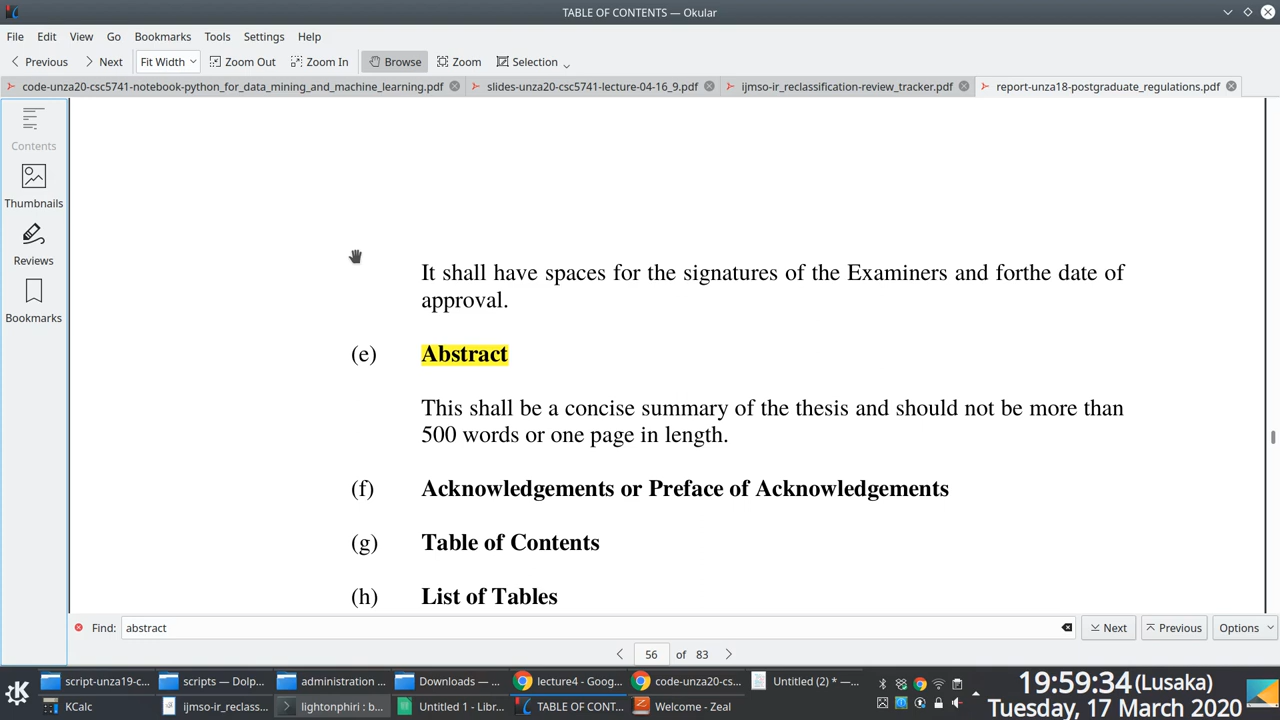 TABLE OF CONTENTS — Okular
File Edit View Go Bookmarks Tools Settings Help
Previous Next Fit Width Zoom Out Zoom In Browse Zoom Selection
code-unza20-csc5741-notebook-python_for_data_mining_and_machine_learning.pdf slides-unza20-csc5741-lecture-04-16_9.pdf ijmso-ir_reclassification-review_tracker.pdf report-unza18-postgraduate_regulations.pdf
Contents
Thumbnails
Reviews
Bookmarks
It shall have spaces for the signatures of the Examiners and forthe date of
approval.
(e) Abstract
This shall be a concise summary of the thesis and should not be more than
500 words or one page in length.
(f) Acknowledgements or Preface of Acknowledgements
(g) Table of Contents
(h) List of Tables
Find: abstract Next Previous Options
56 of 83
script-unza19-c... scripts — Dolp... administration ... Downloads — ... lecture4 - Goog... code-unza20-cs... Untitled (2) * —...
KCalc ijmso-ir_reclass... lightonphiri : b... Untitled 1 - Libr... TABLE OF CONT... Welcome - Zeal
19:59:34 (Lusaka)
Tuesday, 17 March 2020